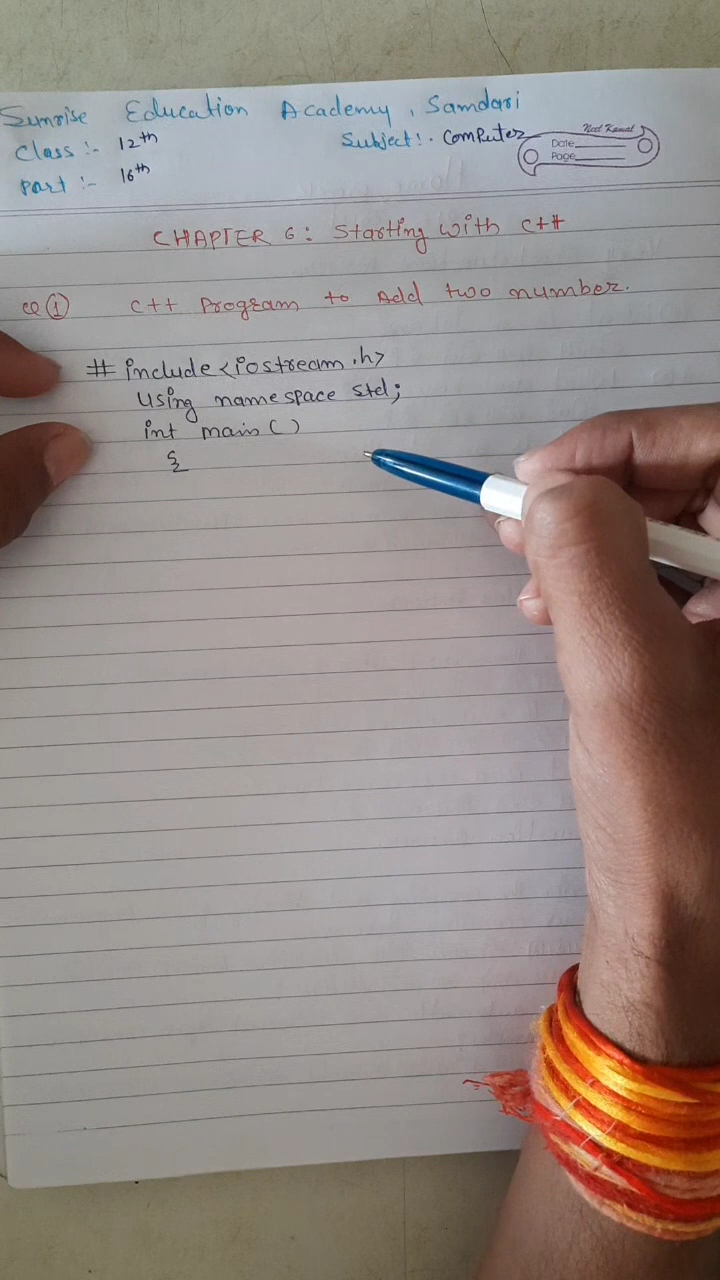 Sunrise Education Academy, Samdari
Class :- 12th Subject :- Computer
Part :- 16th
Neel Kamal
Date
Page
CHAPTER 6: Starting with C++
Q ① C++ Program to Add two number.
# include <iostream.h>
using namespace std;
int main ()
{